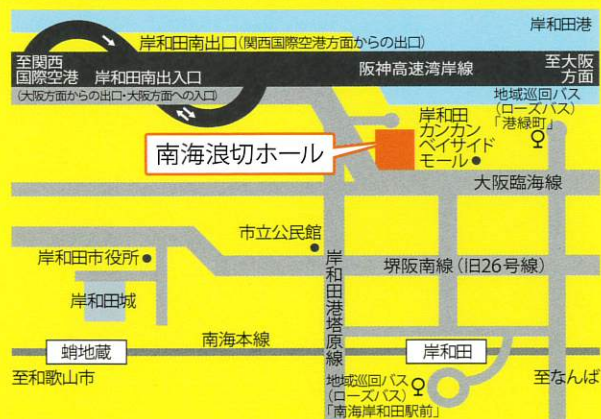 岸和田港
岸和田南出口(関西国際空港方面からの出口)
至関西
国際空港
岸和田南出入口
阪神高速湾岸線
至大阪
方面
(大阪方面からの出口・大阪方面への入口)
地域巡回バス
(ローズバス)
「港緑町」
岸和田
カンカン
ベイサイド
モール
南海浪切ホール
大阪臨海線
市立公民館
岸和田市役所
堺阪南線(旧26号線)
岸和田城
岸和田港塔原線
南海本線
蛸地蔵
岸和田
至和歌山市
地域巡回バス
(ローズバス)
「南海岸和田駅前」
至なんば